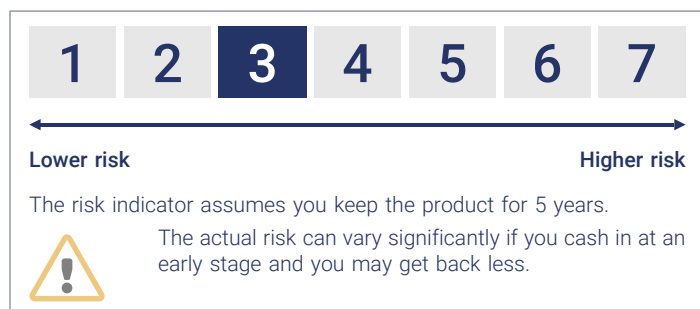 1 2 3 4 5 6 7
Lower risk Higher risk
The risk indicator assumes you keep the product for 5 years.
The actual risk can vary significantly if you cash in at an
early stage and you may get back less.